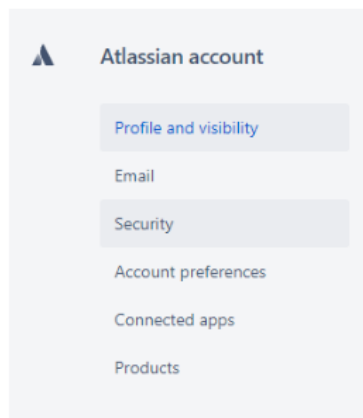 Atlassian account
Profile and visibility
Email
Security
Account preferences
Connected apps
Products